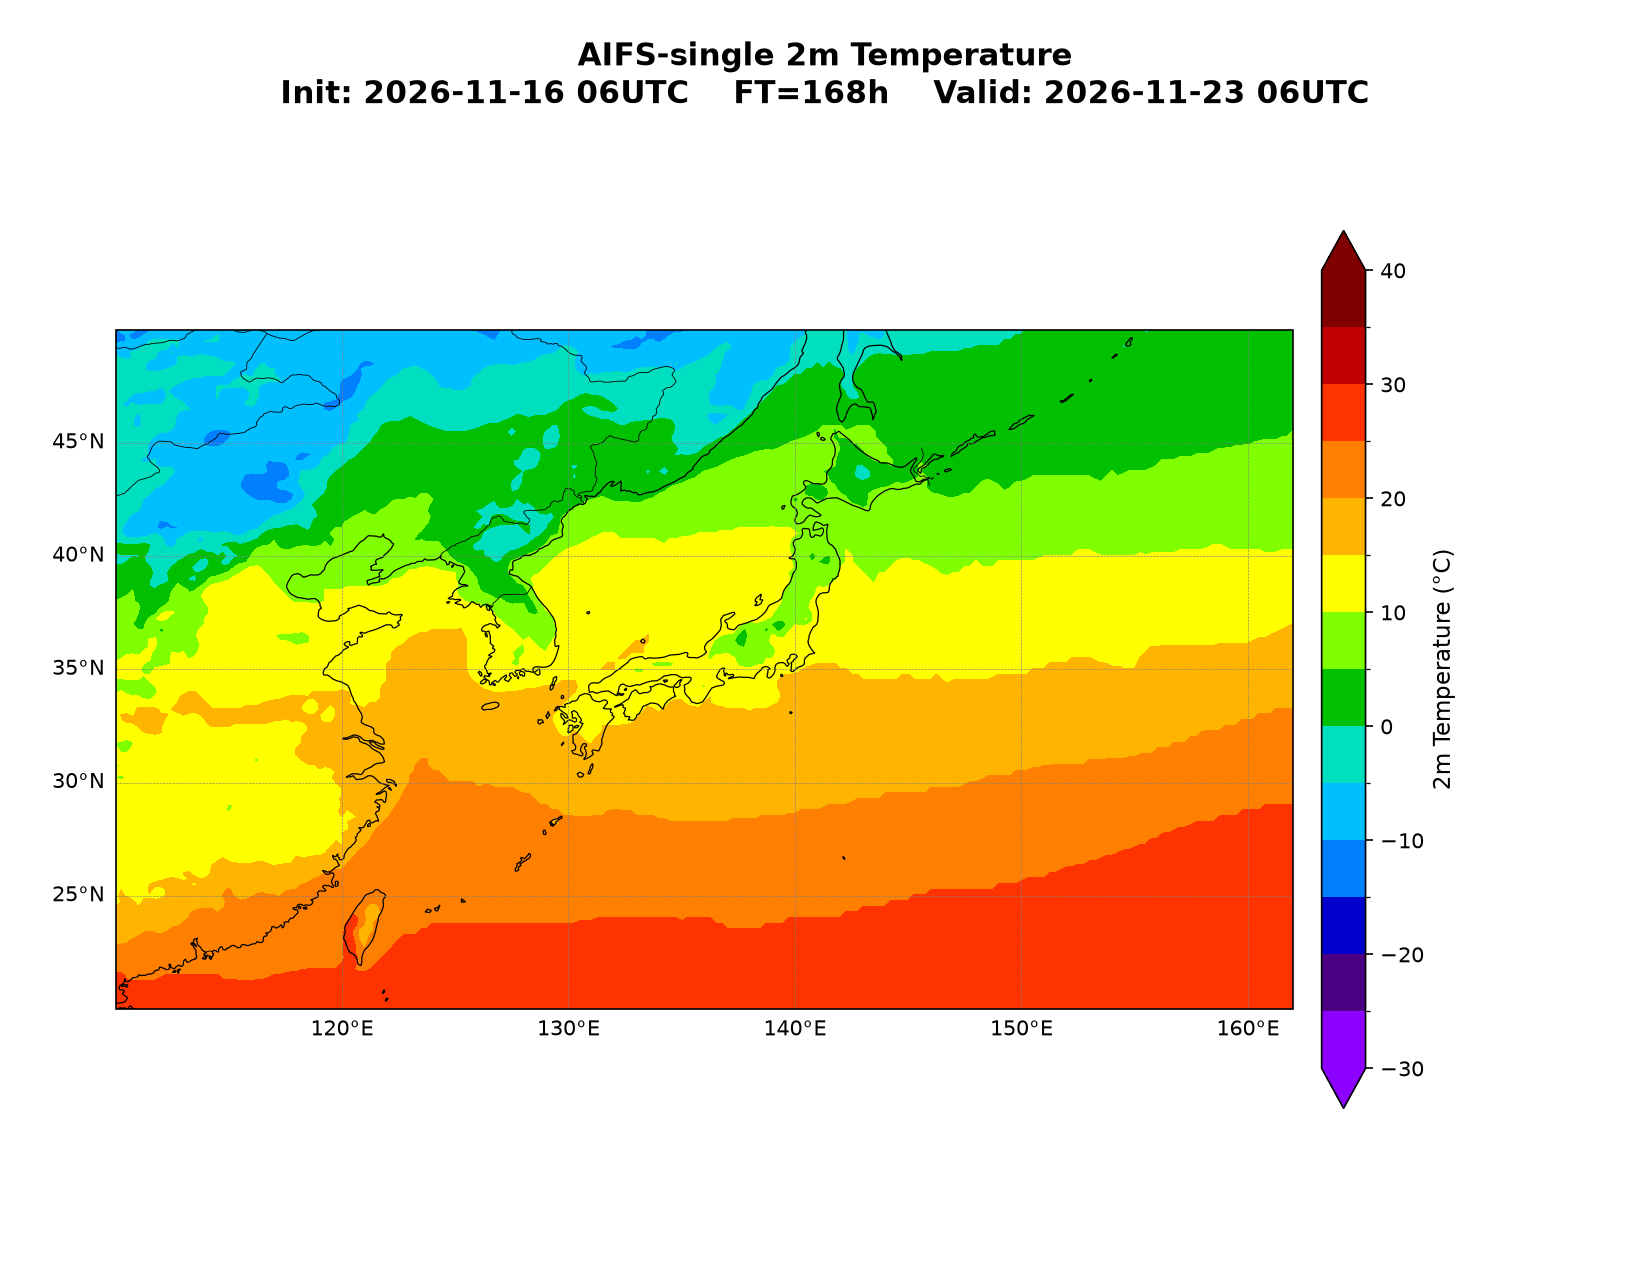 AIFS-single 2m Temperature
Init: 2026-11-16 06UTC    FT=168h    Valid: 2026-11-23 06UTC
45°N
40°N
35°N
30°N
25°N
120°E
130°E
140°E
150°E
160°E
40
30
20
10
0
−10
−20
−30
2m Temperature (°C)